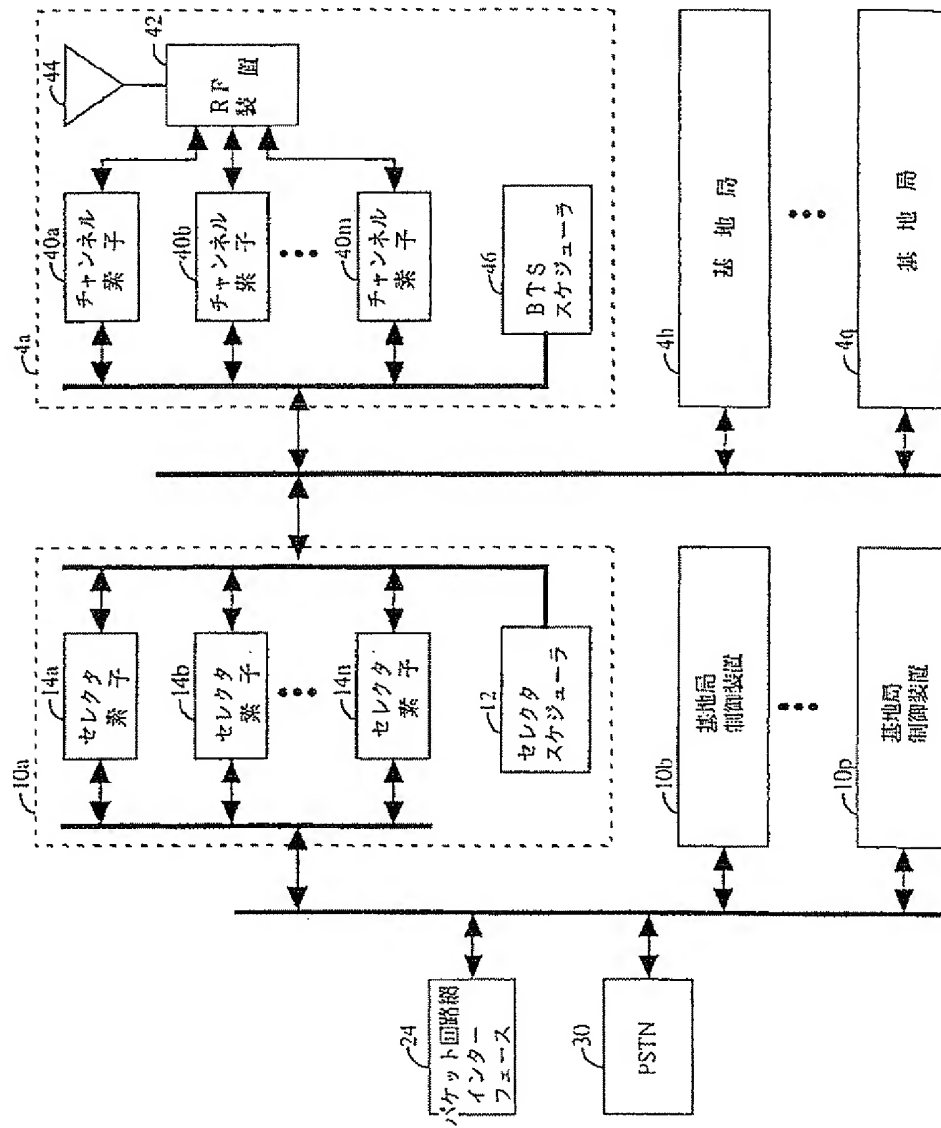 44
42
RF
装 置
40a
チャンネル
素 子
40b
チャンネル
素 子
40m
チャンネル
素 子
46
BTS
スケジューラ
4a
4b
基 地 局
4q
基 地 局
10a
14a
セレクタ
素 子
14b
セレクタ
素 子
14n
セレクタ
素 子
12
セレクタ
スケジューラ
10b
基地局
制御装置
10p
基地局
制御装置
24
パケット回路網
インター
フェース
30
PSTN